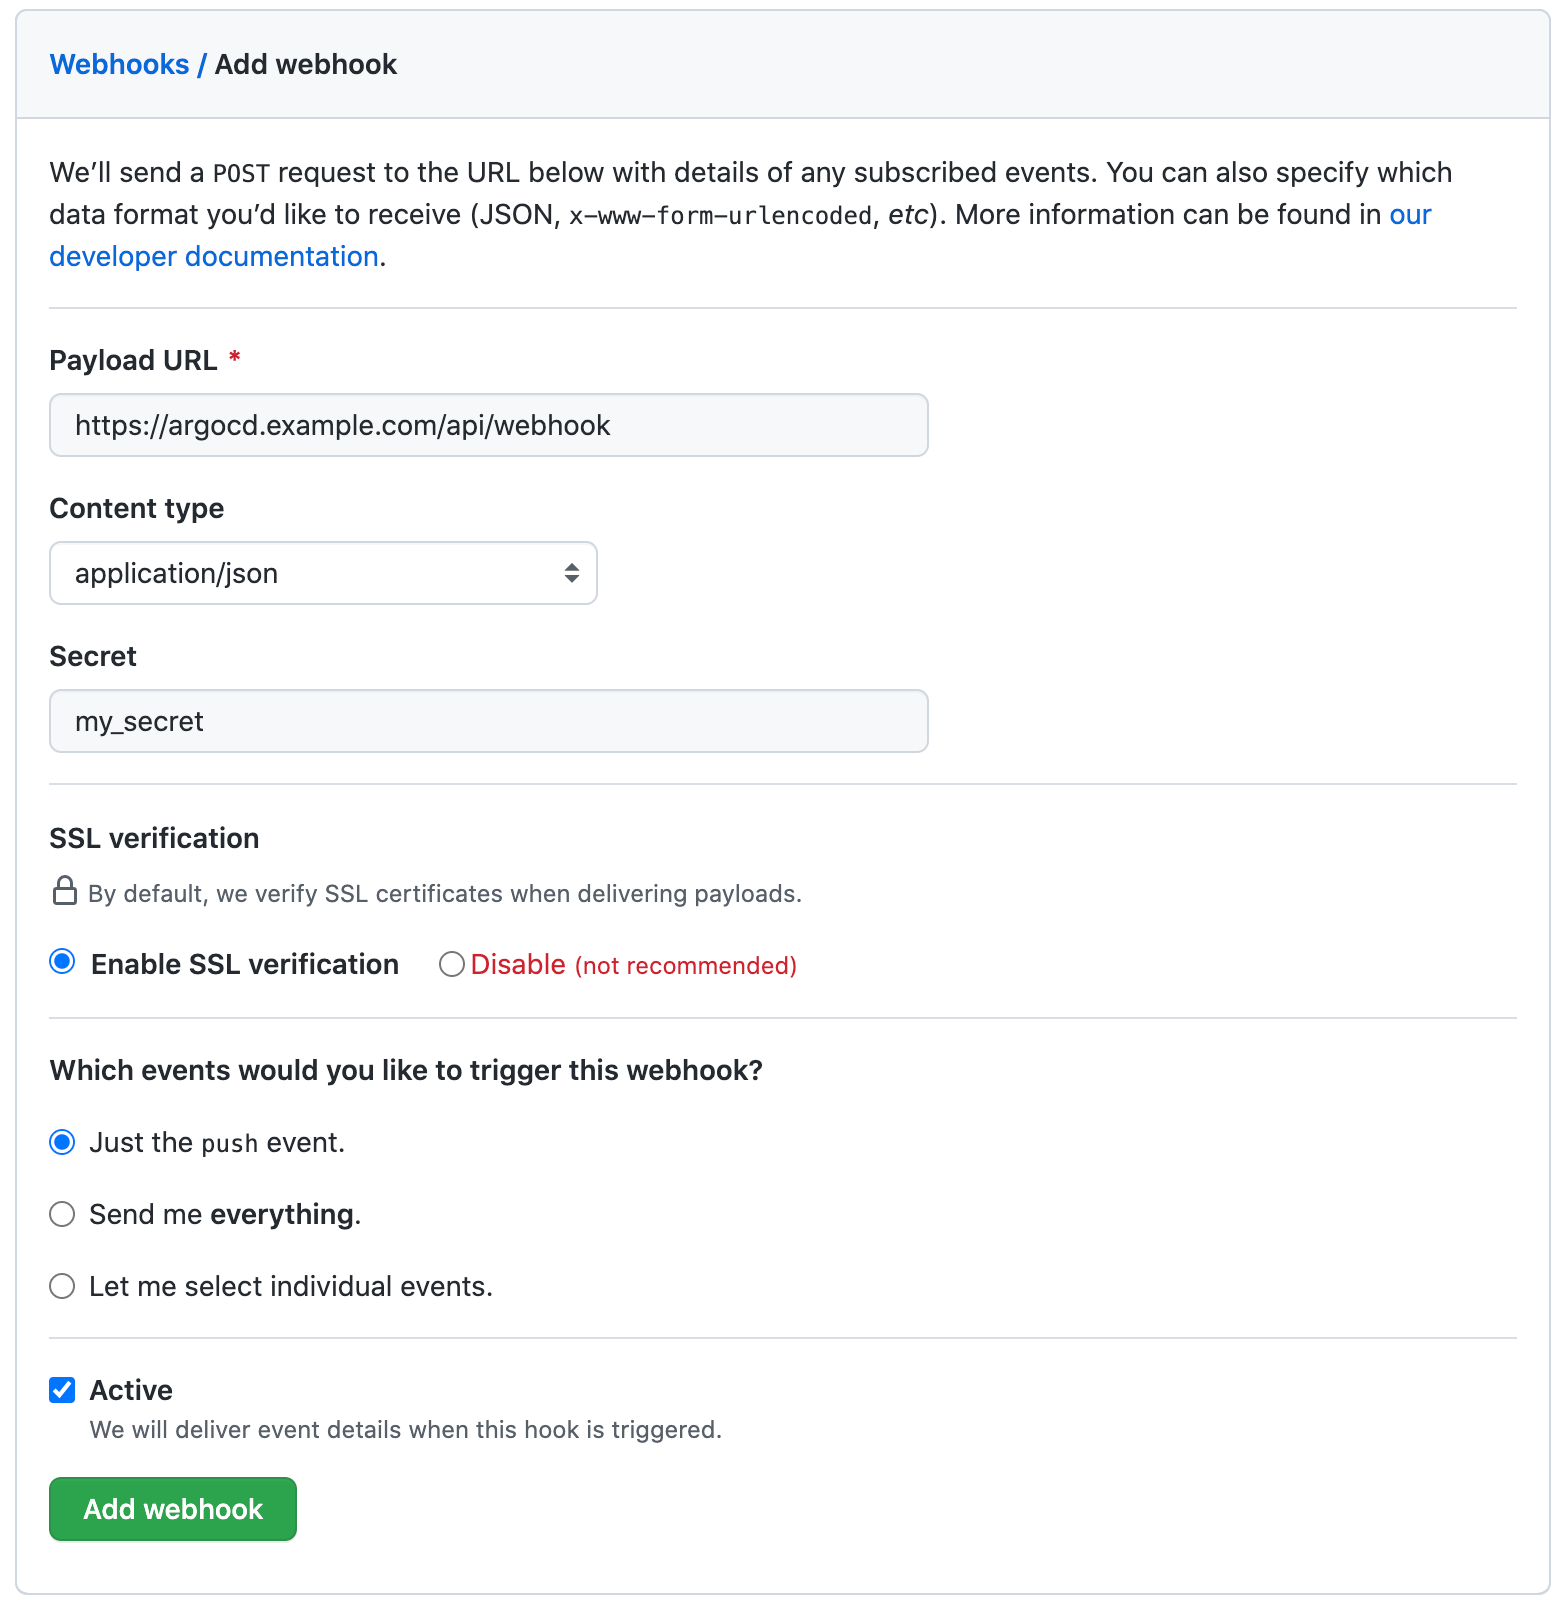 Webhooks / Add webhook
We’ll send a POST request to the URL below with details of any subscribed events. You can also specify which
data format you’d like to receive (JSON, x-www-form-urlencoded, etc). More information can be found in our
developer documentation.
Payload URL *
https://argocd.example.com/api/webhook
Content type
application/json
Secret
my_secret
SSL verification
By default, we verify SSL certificates when delivering payloads.
Enable SSL verification Disable (not recommended)
Which events would you like to trigger this webhook?
Just the push event.
Send me everything.
Let me select individual events.
Active
We will deliver event details when this hook is triggered.
Add webhook